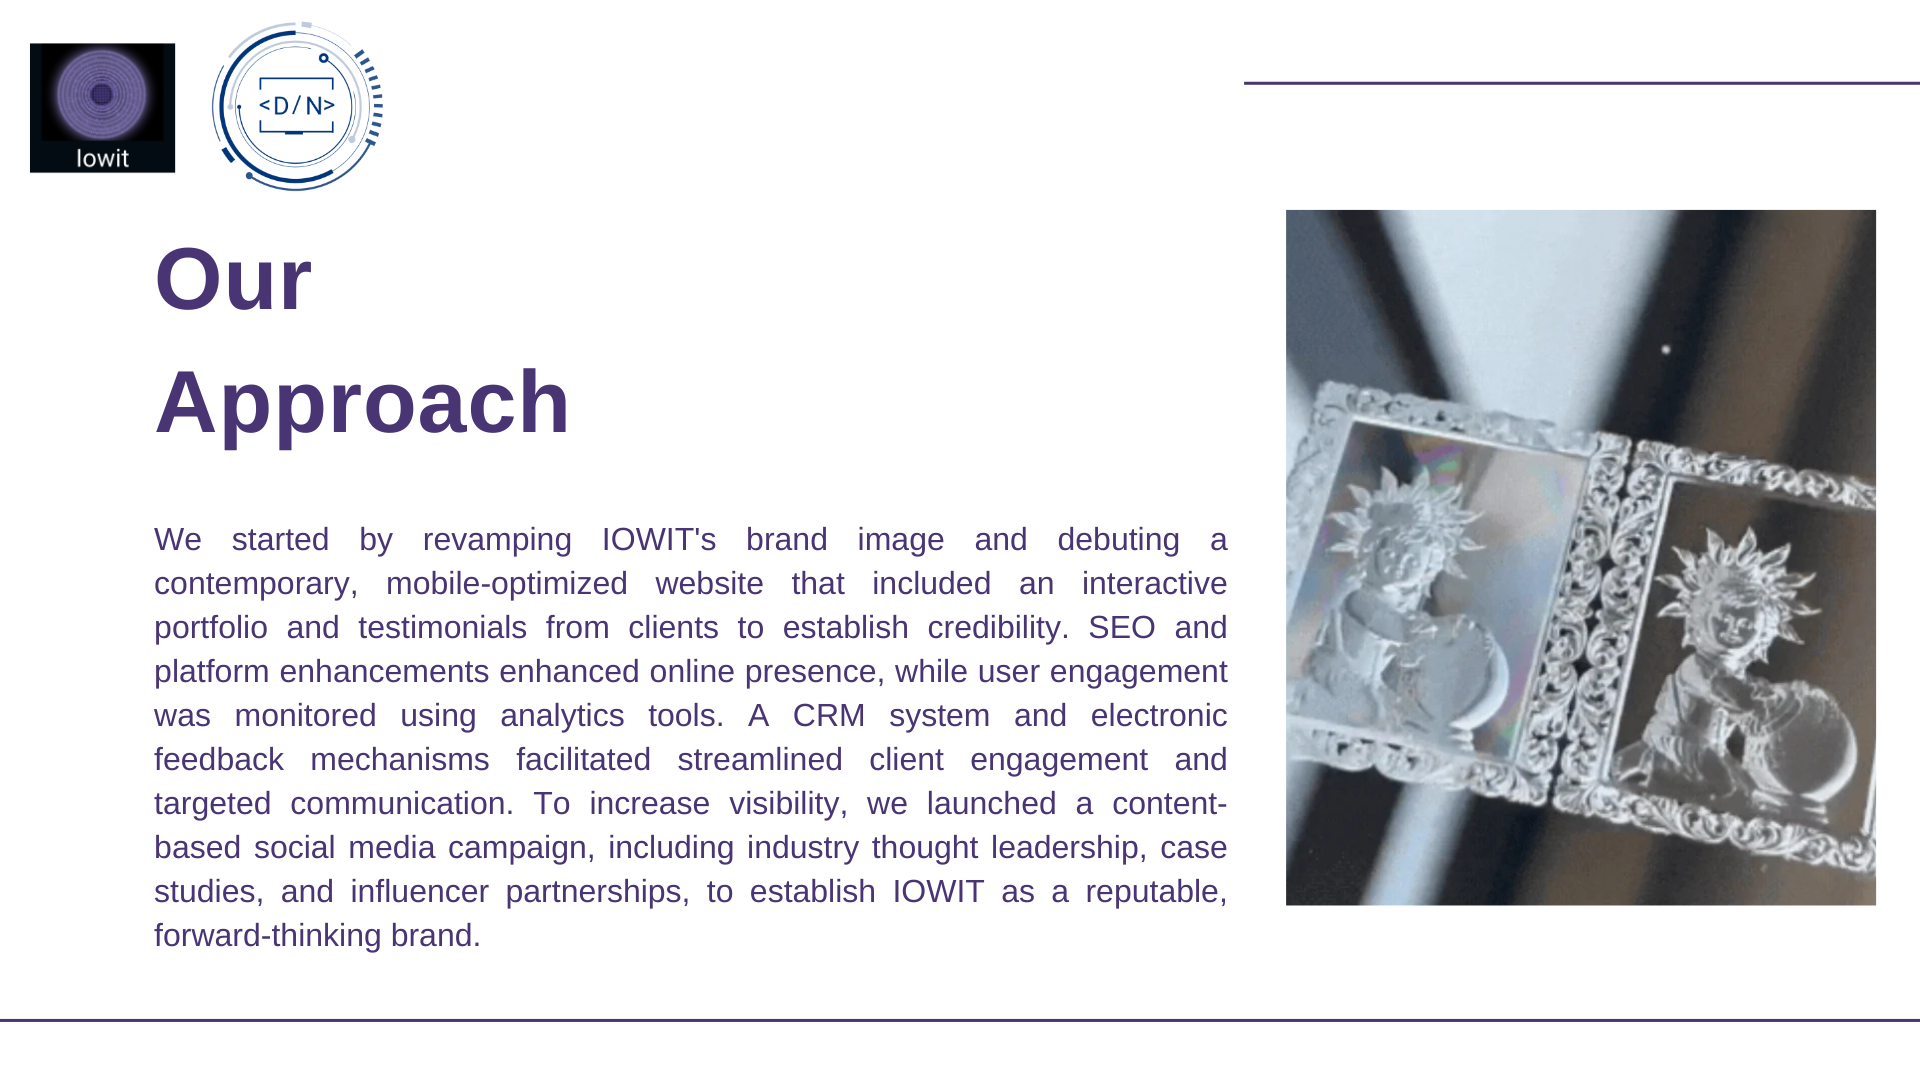 Iowit
<D/N>
Our
Approach
We started by revamping IOWIT's brand image and debuting a
contemporary, mobile-optimized website that included an interactive
portfolio and testimonials from clients to establish credibility. SEO and
platform enhancements enhanced online presence, while user engagement
was monitored using analytics tools. A CRM system and electronic
feedback mechanisms facilitated streamlined client engagement and
targeted communication. To increase visibility, we launched a content-
based social media campaign, including industry thought leadership, case
studies, and influencer partnerships, to establish IOWIT as a reputable,
forward-thinking brand.